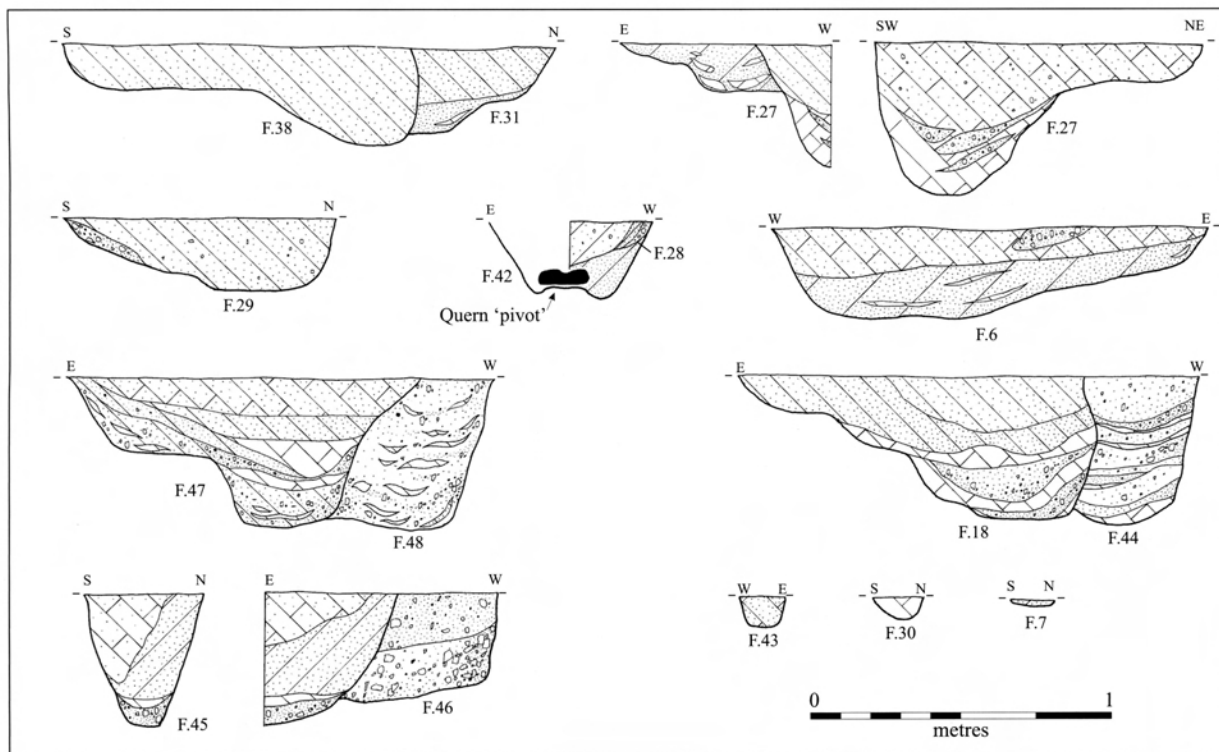 S N
F.38 F.31
E W
F.27
SW NE
F.27
S N
F.29
E W
F.42 F.28
Quern ‘pivot’
W E
F.6
E W
F.47 F.48
E W
F.18 F.44
S N
F.45
E W
F.46
W E
F.43
S N
F.30
S N
F.7
0 1
metres